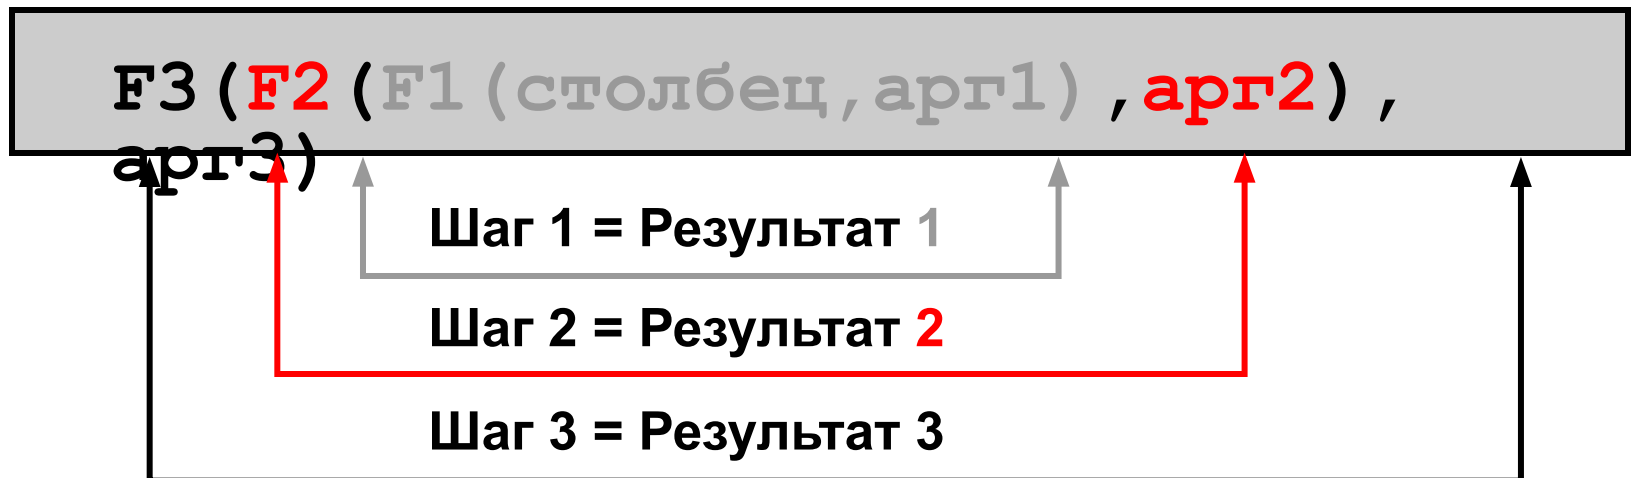 F3(F2(F1(столбец,арг1),арг2),
арг3)
Шаг 1 = Результат 1
Шаг 2 = Результат 2
Шаг 3 = Результат 3